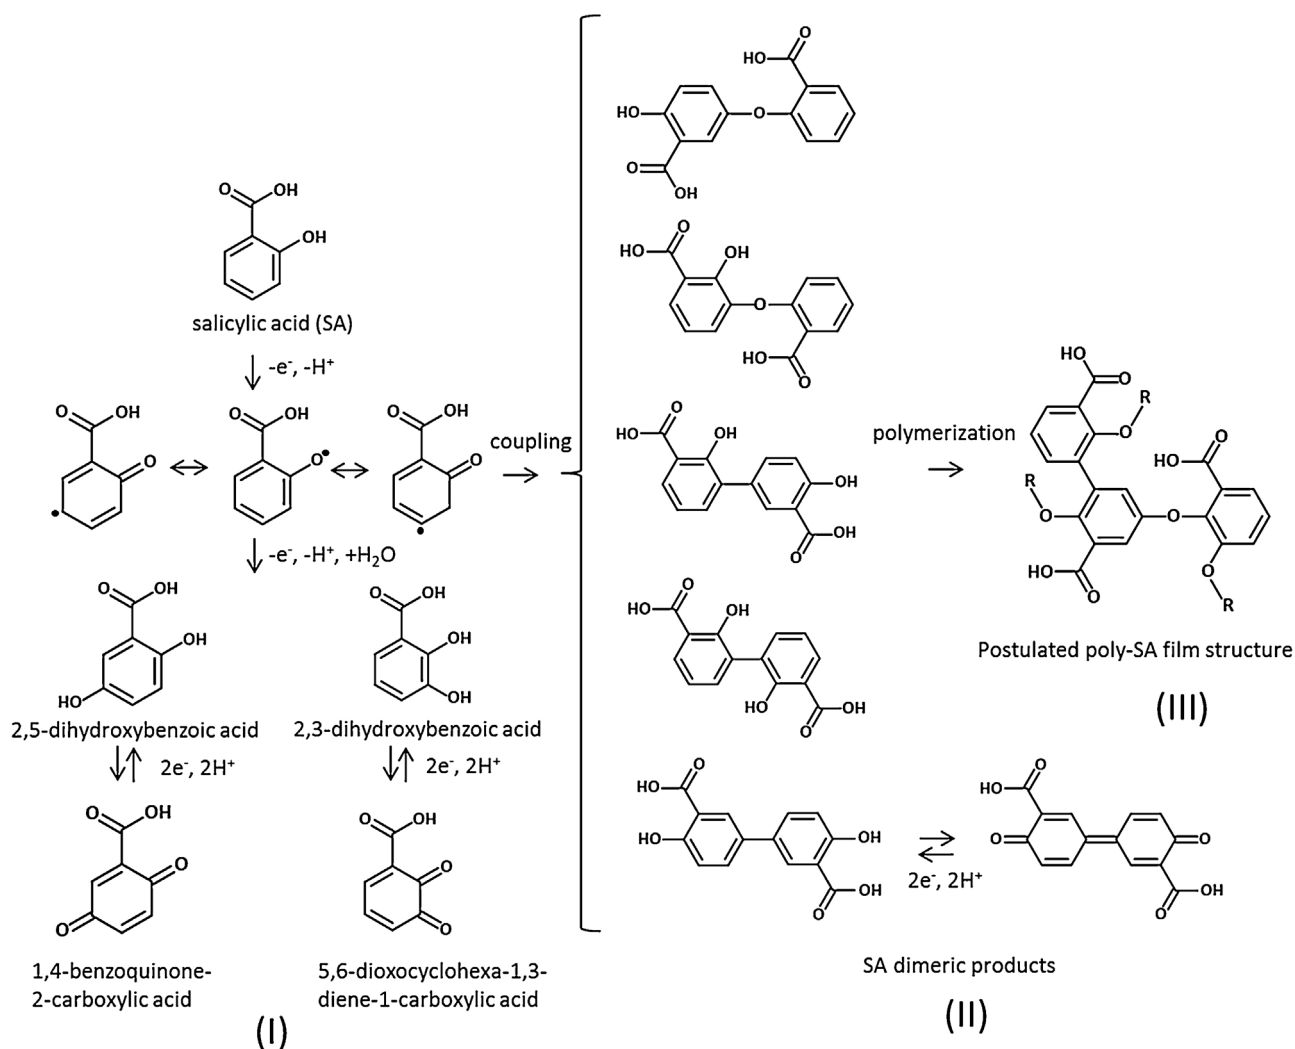 O
OH
OH
salicylic acid (SA)
-e⁻, -H⁺
O
OH
O
O
OH
O•
O
OH
O
coupling
-e⁻, -H⁺, +H₂O
O
OH
OH
HO
2,5-dihydroxybenzoic acid
O
OH
OH
OH
2,3-dihydroxybenzoic acid
2e⁻, 2H⁺
2e⁻, 2H⁺
O
OH
O
O
O
OH
O
O
1,4-benzoquinone-
2-carboxylic acid
5,6-dioxocyclohexa-1,3-
diene-1-carboxylic acid
(I)
O
HO
HO
O
O
OH
O
HO
OH
O
HO
O
O
HO
OH
OH
OH
O
O
HO
OH
HO
OH
O
O
HO
HO
OH
OH
O
2e⁻, 2H⁺
O
HO
O
O
OH
O
SA dimeric products
(II)
polymerization
HO
O
R
O
O
HO
R
O
O
HO
O
O
R
Postulated poly-SA film structure
(III)